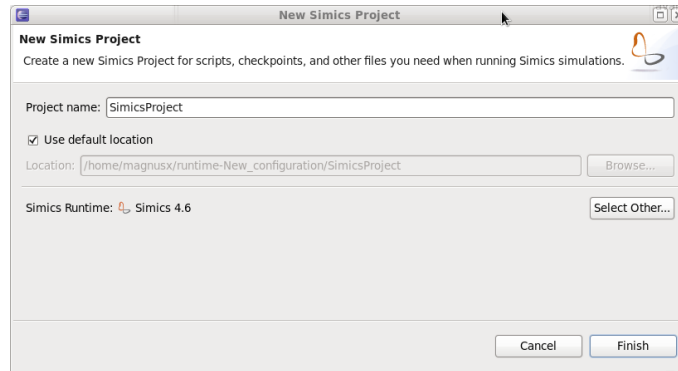 New Simics Project
New Simics Project
Create a new Simics Project for scripts, checkpoints, and other files you need when running Simics simulations.
Project name: SimicsProject
Use default location
Location: /home/magnusx/runtime-New_configuration/SimicsProject Browse...
Simics Runtime: Simics 4.6 Select Other...
Cancel Finish